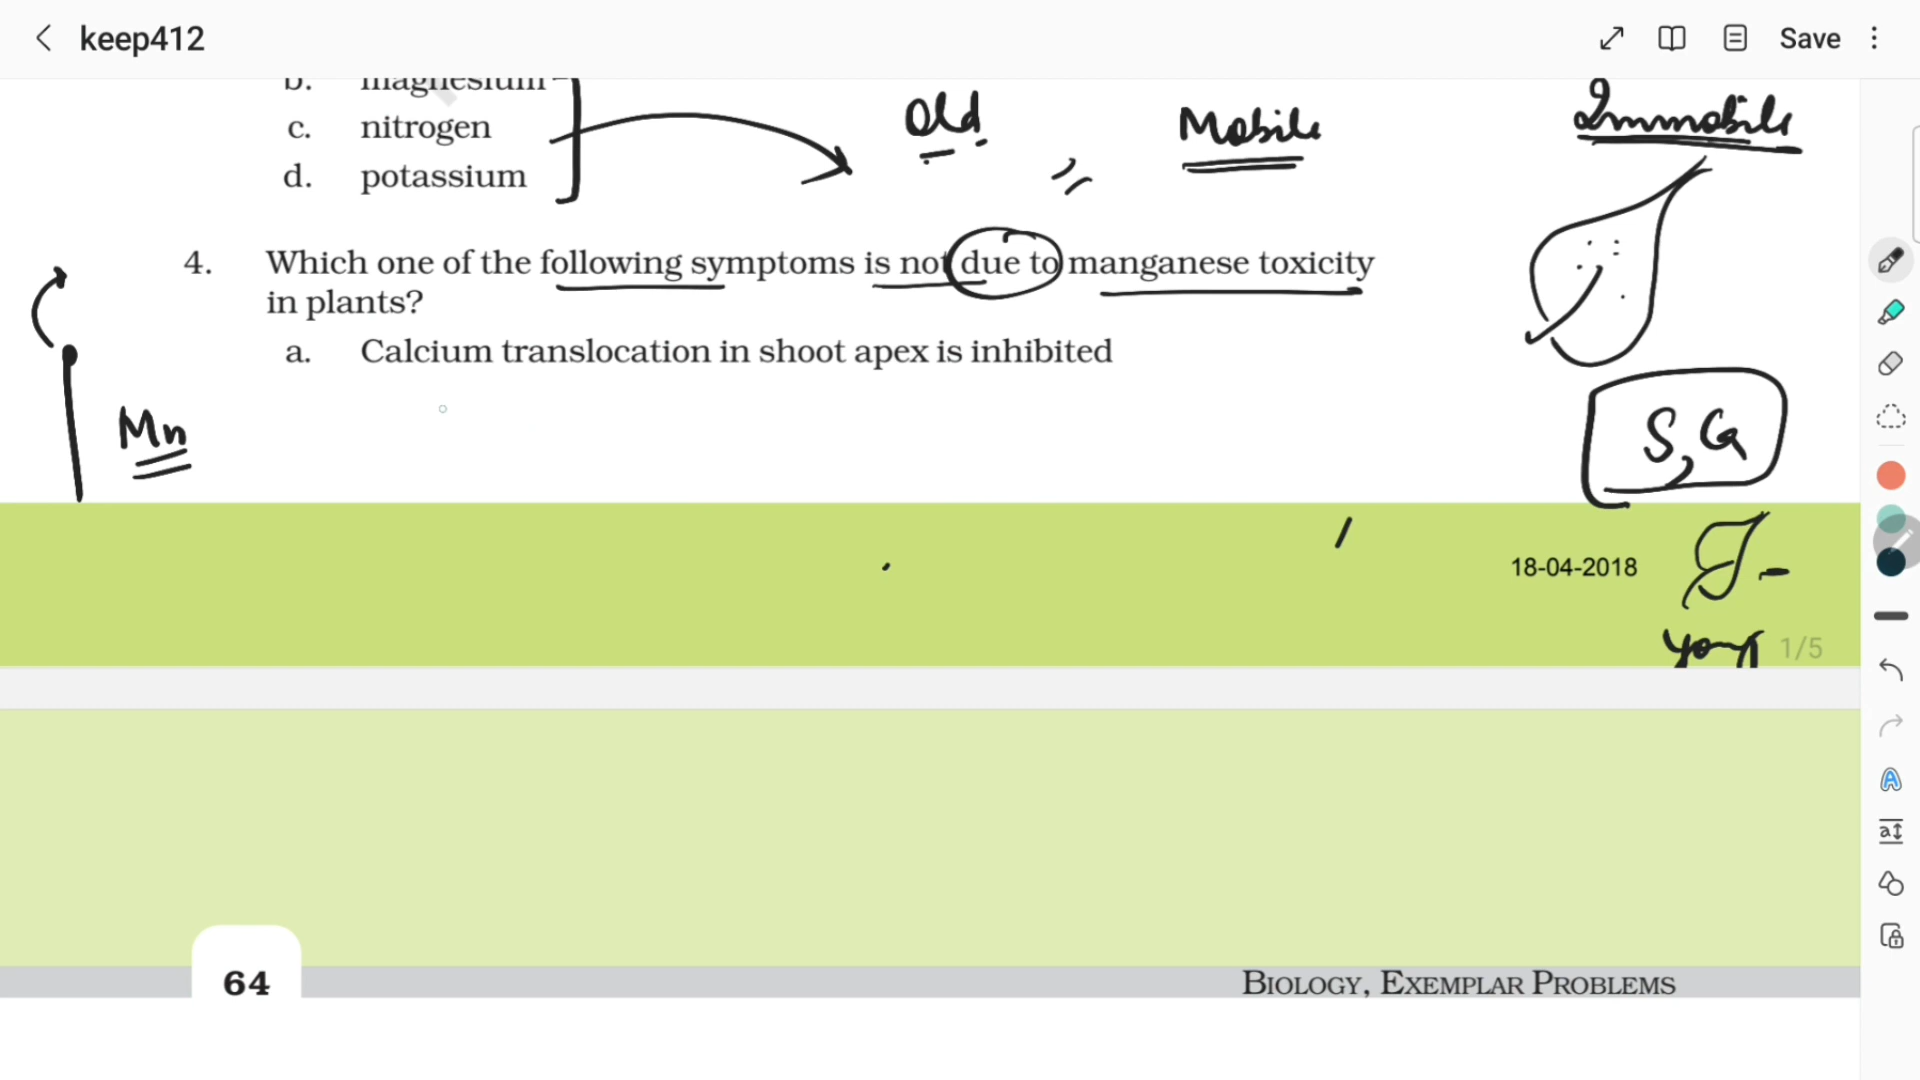 keep412
Save
b. magnesium
c. nitrogen
d. potassium
Old
Mobile
Immobile
4. Which one of the following symptoms is not due to manganese toxicity
in plants?
a. Calcium translocation in shoot apex is inhibited
Mn
S,
18-04-2018
1/5
64
BIOLOGY, EXEMPLAR PROBLEMS